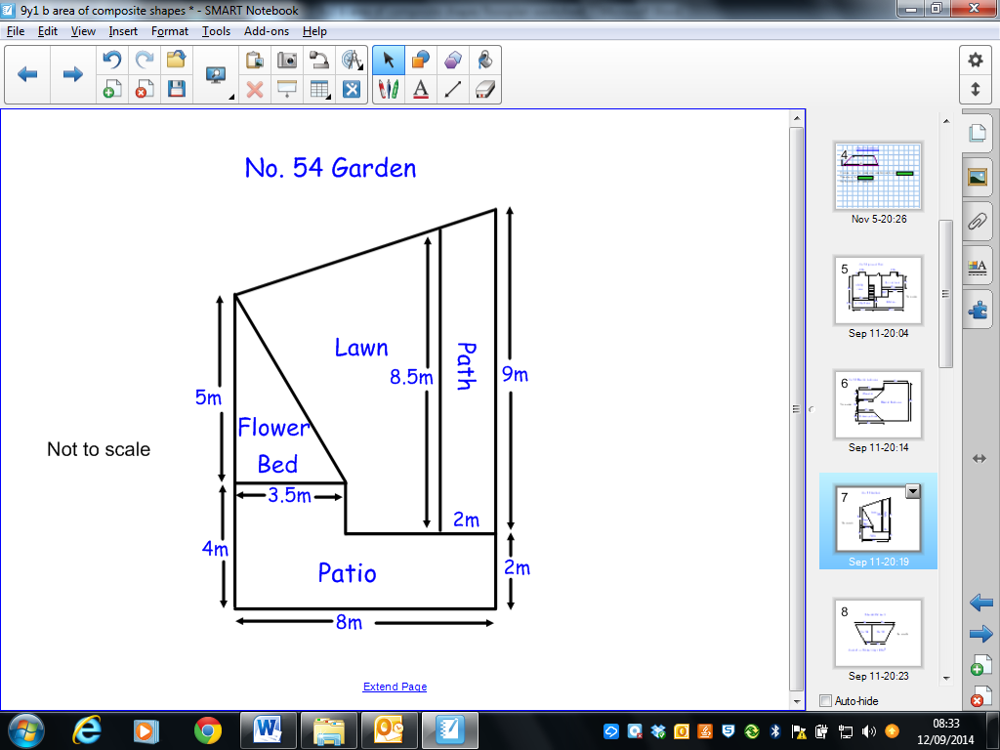 9y1 b area of composite shapes * - SMART Notebook
File Edit View Insert Format Tools Add-ons Help
No. 54 Garden
Lawn
Path
8.5m
9m
5m
Flower
Bed
Not to scale
3.5m
2m
4m
Patio
2m
8m
Extend Page
4
Nov 5-20:26
5
Sep 11-20:04
6
Sep 11-20:14
7
Sep 11-20:19
8
Sep 11-20:23
Auto-hide
08:33
12/09/2014